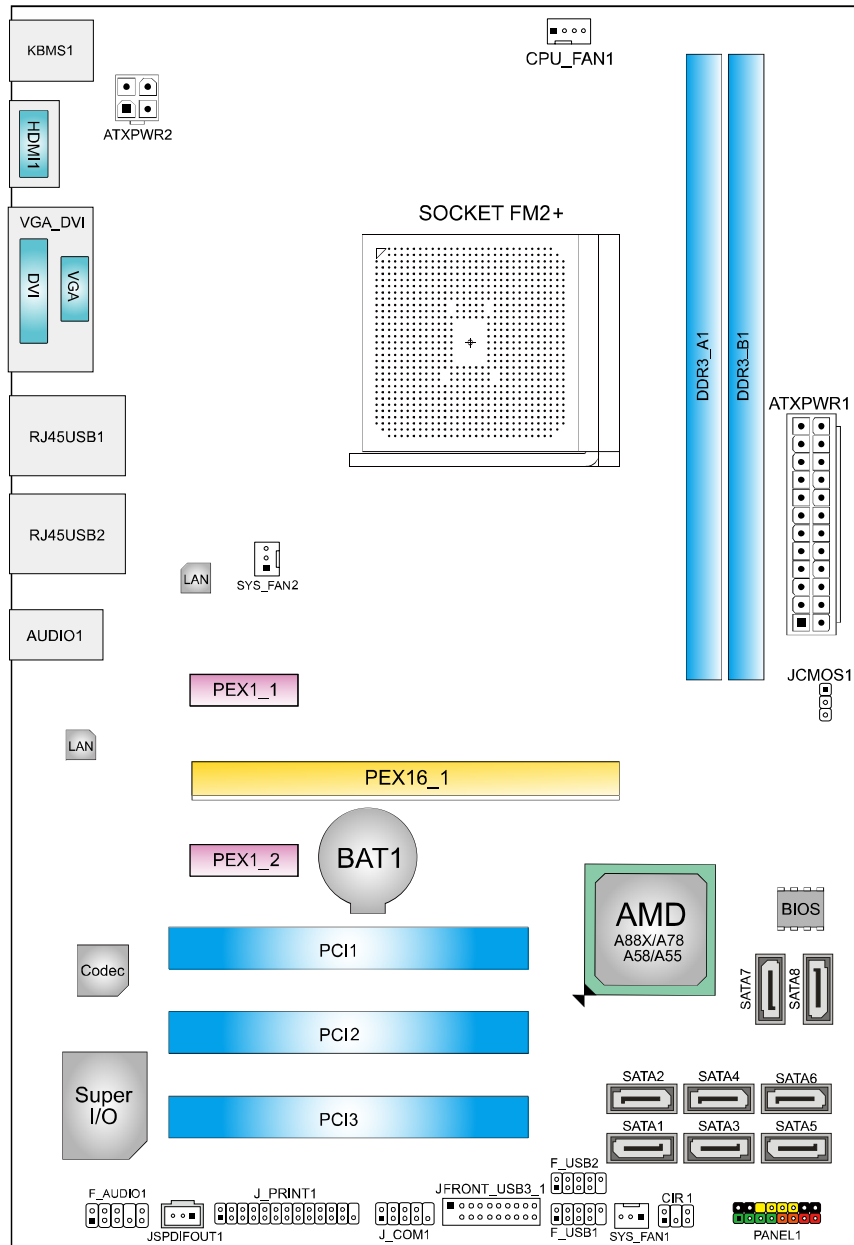 KBMS1
CPU_FAN1
ATXPWR2
HDMI1
SOCKET FM2+
VGA_DVI
DVI
VGA
DDR3_A1
DDR3_B1
ATXPWR1
RJ45USB1
RJ45USB2
LAN
SYS_FAN2
AUDIO1
JCMOS1
PEX1_1
LAN
PEX16_1
PEX1_2
BAT1
AMD
A88X/A78
A58/A55
BIOS
PCI1
Codec
SATA7
SATA8
PCI2
Super
I/O
SATA2
SATA4
SATA6
PCI3
SATA1
SATA3
SATA5
F_AUDIO1
J_PRINT1
JFRONT_USB3_1
F_USB2
CIR1
JSPDIFOUT1
J_COM1
F_USB1
SYS_FAN1
PANEL1